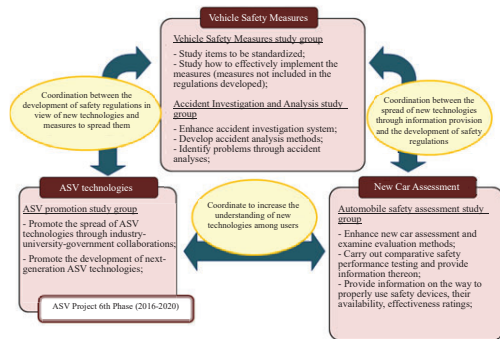 Vehicle Safety Measures
Vehicle Safety Measures study group
- Study items to be standardized;
- Study how to effectively implement the
measures (measures not included in the
regulations developed);
Accident Investigation and Analysis study
group
- Enhance accident investigation system;
- Develop accident analysis methods;
- Identify problems through accident
analyses;
Coordination between the
development of safety regulations in
view of new technologies and
measures to spread them
Coordination between the
spread of new technologies
through information provision
and the development of safety
regulations
ASV technologies
ASV promotion study group
- Promote the spread of ASV
technologies through industry-
university-government collaborations;
- Promote the development of next-
generation ASV technologies;
ASV Project 6th Phase (2016-2020)
Coordinate to increase the
understanding of new
technologies among users
New Car Assessment
Automobile safety assessment study
group
- Enhance new car assessment and
examine evaluation methods;
- Carry out comparative safety
performance testing and provide
information thereon;
- Provide information on the way to
properly use safety devices, their
availability, effectiveness ratings;